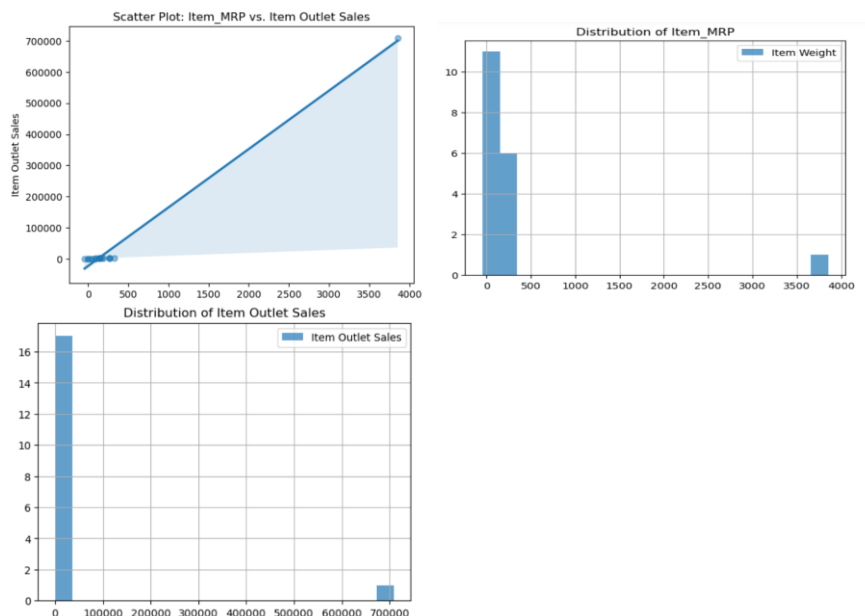 Scatter Plot: Item_MRP vs. Item Outlet Sales
700000
600000
500000
400000
300000
200000
100000
0
Item Outlet Sales
0 500 1000 1500 2000 2500 3000 3500 4000
Distribution of Item_MRP
Item Weight
10
8
6
4
2
0
0 500 1000 1500 2000 2500 3000 3500 4000
Distribution of Item Outlet Sales
Item Outlet Sales
16
14
12
10
8
6
4
2
0
0 100000 200000 300000 400000 500000 600000 700000